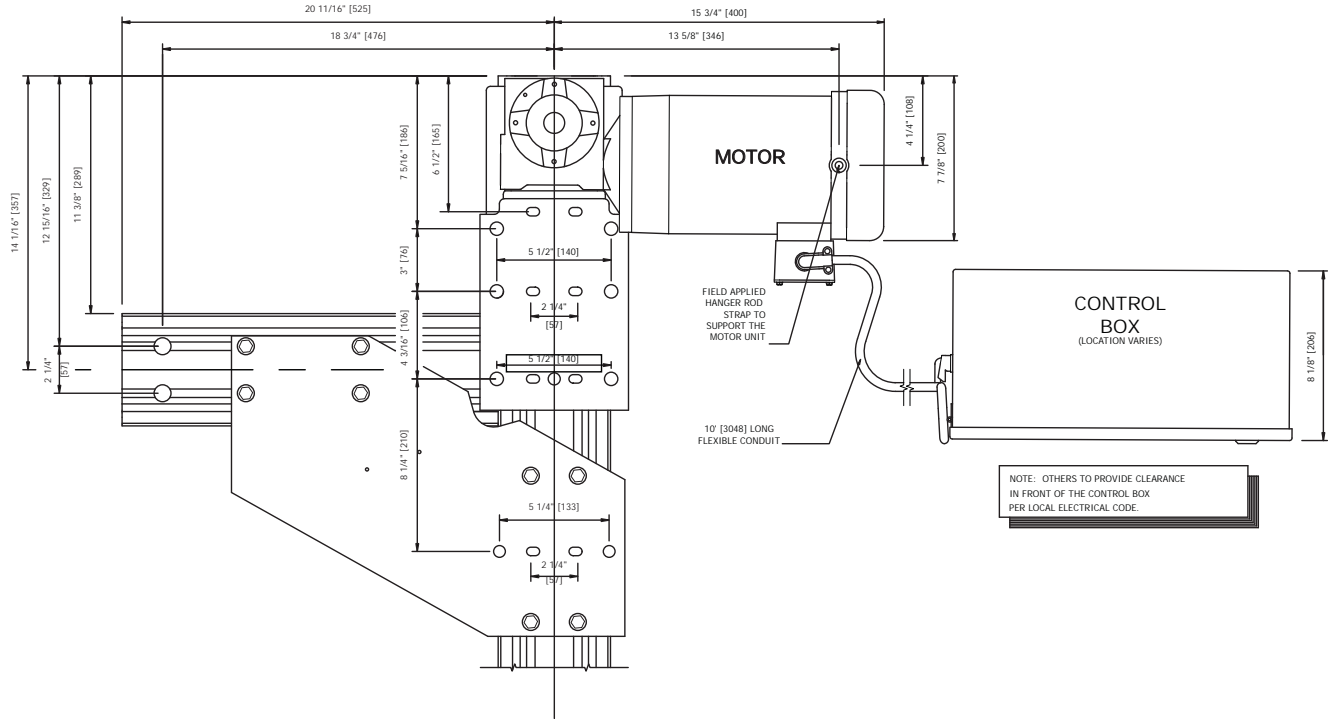 20 11/16" [525]
15 3/4" [400]
18 3/4" [476]
13 5/8" [346]
14 1/16" [357]
12 15/16" [329]
11 3/8" [289]
7 5/16" [186]
6 1/2" [165]
4 1/4" [108]
7 7/8" [200]
MOTOR
3" [76]
5 1/2" [140]
2 1/4"
[57]
4 3/16" [106]
5 1/2" [140]
2 1/4"
[57]
8 1/4" [210]
5 1/4" [133]
2 1/4"
[57]
FIELD APPLIED
HANGER ROD
STRAP TO
SUPPORT THE
MOTOR UNIT
10' [3048] LONG
FLEXIBLE CONDUIT
CONTROL
BOX
(LOCATION VARIES)
8 1/8" [206]
NOTE: OTHERS TO PROVIDE CLEARANCE
IN FRONT OF THE CONTROL BOX
PER LOCAL ELECTRICAL CODE.